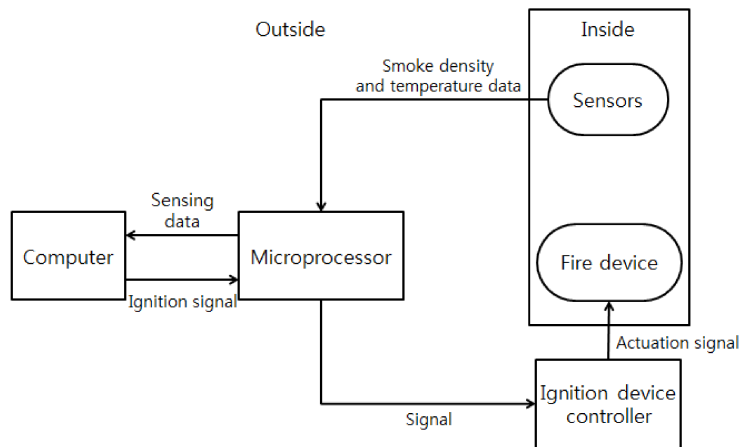 Outside
Inside
Smoke density
and temperature data
Sensors
Sensing
data
Computer
Microprocessor
Fire device
Ignition signal
Actuation signal
Signal
Ignition device
controller